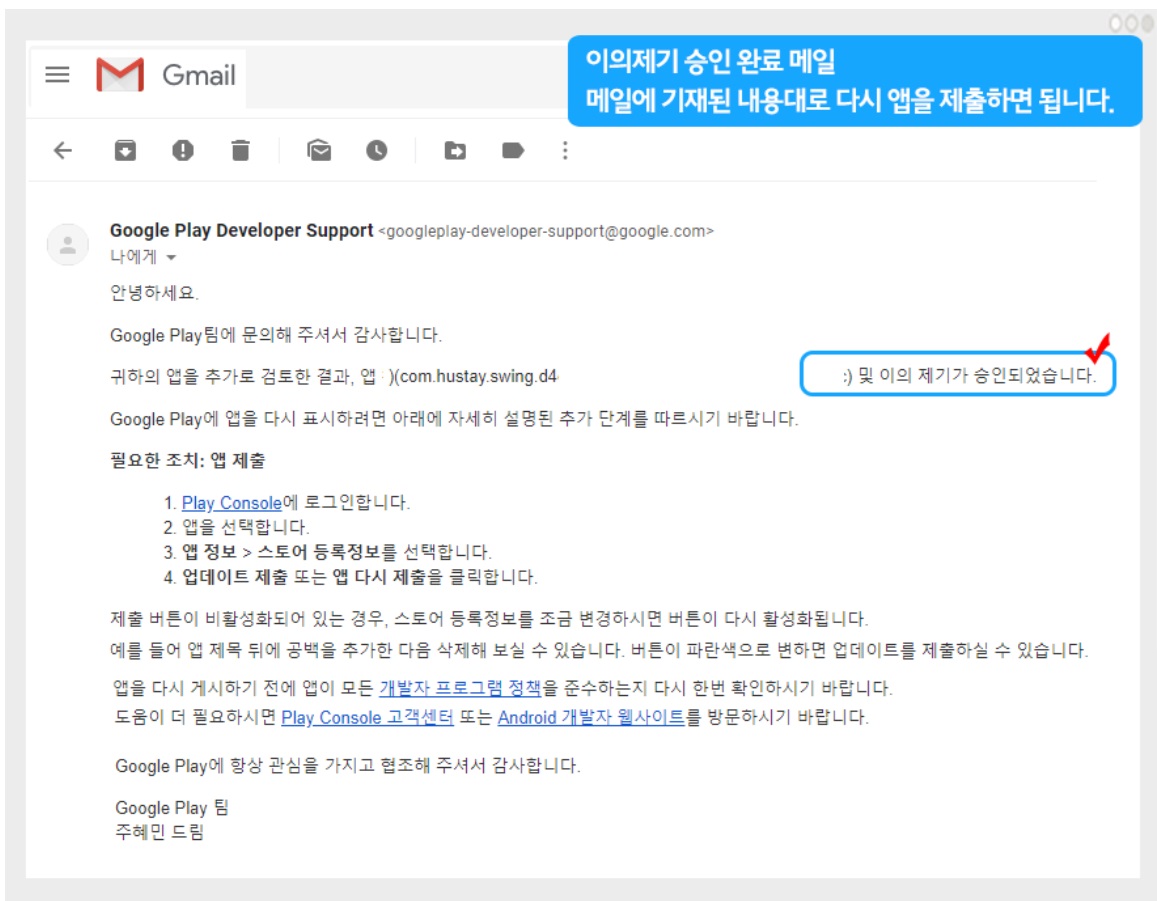 Gmail
이의제기 승인 완료 메일
메일에 기재된 내용대로 다시 앱을 제출하면 됩니다.
Google Play Developer Support <googleplay-developer-support@google.com>
나에게
안녕하세요.
Google Play팀에 문의해 주셔서 감사합니다.
귀하의 앱을 추가로 검토한 결과, 앱 )(com.hustay.swing.d4 :) 및 이의 제기가 승인되었습니다.
Google Play에 앱을 다시 표시하려면 아래에 자세히 설명된 추가 단계를 따르시기 바랍니다.
필요한 조치: 앱 제출
1. Play Console에 로그인합니다.
2. 앱을 선택합니다.
3. 앱 정보 > 스토어 등록정보를 선택합니다.
4. 업데이트 제출 또는 앱 다시 제출을 클릭합니다.
제출 버튼이 비활성화되어 있는 경우, 스토어 등록정보를 조금 변경하시면 버튼이 다시 활성화됩니다.
예를 들어 앱 제목 뒤에 공백을 추가한 다음 삭제해 보실 수 있습니다. 버튼이 파란색으로 변하면 업데이트를 제출하실 수 있습니다.
앱을 다시 게시하기 전에 앱이 모든 개발자 프로그램 정책을 준수하는지 다시 한번 확인하시기 바랍니다.
도움이 더 필요하시면 Play Console 고객센터 또는 Android 개발자 웹사이트를 방문하시기 바랍니다.
Google Play에 항상 관심을 가지고 협조해 주셔서 감사합니다.
Google Play 팀
주혜민 드림